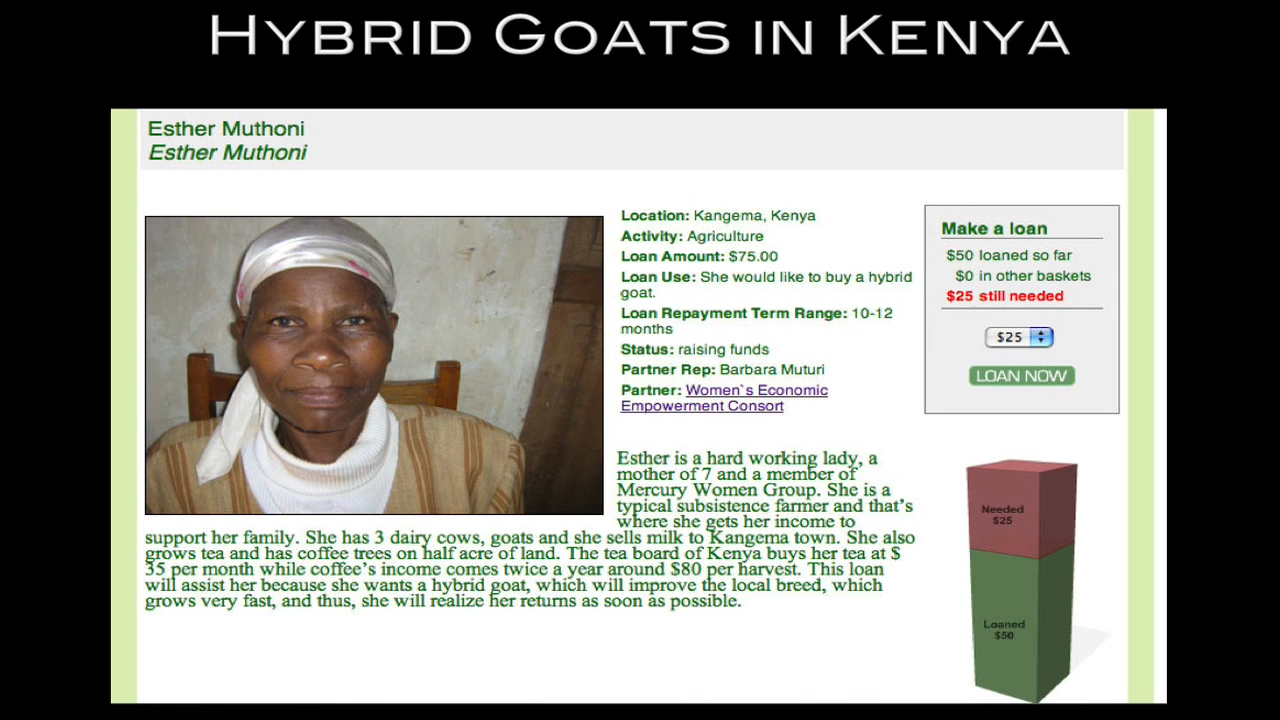 HYBRID GOATS IN KENYA
Esther Muthoni
Esther Muthoni
Location: Kangema, Kenya
Activity: Agriculture
Loan Amount: $75.00
Loan Use: She would like to buy a hybrid
goat.
Loan Repayment Term Range: 10-12
months
Status: raising funds
Partner Rep: Barbara Muturi
Partner: Women`s Economic
Empowerment Consort
Make a loan
$50 loaned so far
$0 in other baskets
$25 still needed
$25
LOAN NOW
Esther is a hard working lady, a
mother of 7 and a member of
Mercury Women Group. She is a
typical subsistence farmer and that's
where she gets her income to
support her family. She has 3 dairy cows, goats and she sells milk to Kangema town. She also
grows tea and has coffee trees on half acre of land. The tea board of Kenya buys her tea at $
35 per month while coffee's income comes twice a year around $80 per harvest. This loan
will assist her because she wants a hybrid goat, which will improve the local breed, which
grows very fast, and thus, she will realize her returns as soon as possible.
Needed
$25
Loaned
$50